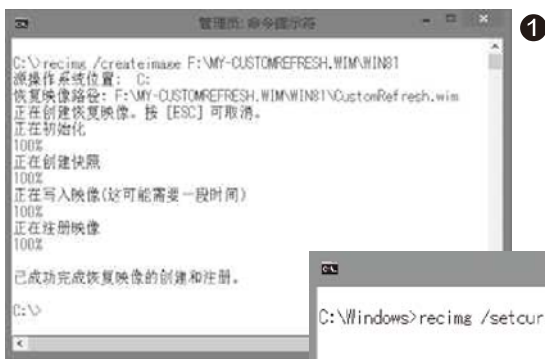 管理员:命令提示符
❶
C:\>recimg /createimage F:\MY-CUSTOMREFRESH.WIM\WIN81
源操作系统位置: C:
恢复映像路径: F:\MY-CUSTOMREFRESH.WIM\WIN81\CustomRefresh.wim
正在创建恢复映像。按 [ESC] 可取消。
正在初始化
100%
正在创建快照
100%
正在写入映像(这可能需要一段时间)
100%
正在注册映像
100%
已成功完成恢复映像的创建和注册。
C:\>
C:\Windows>recimg /setcur